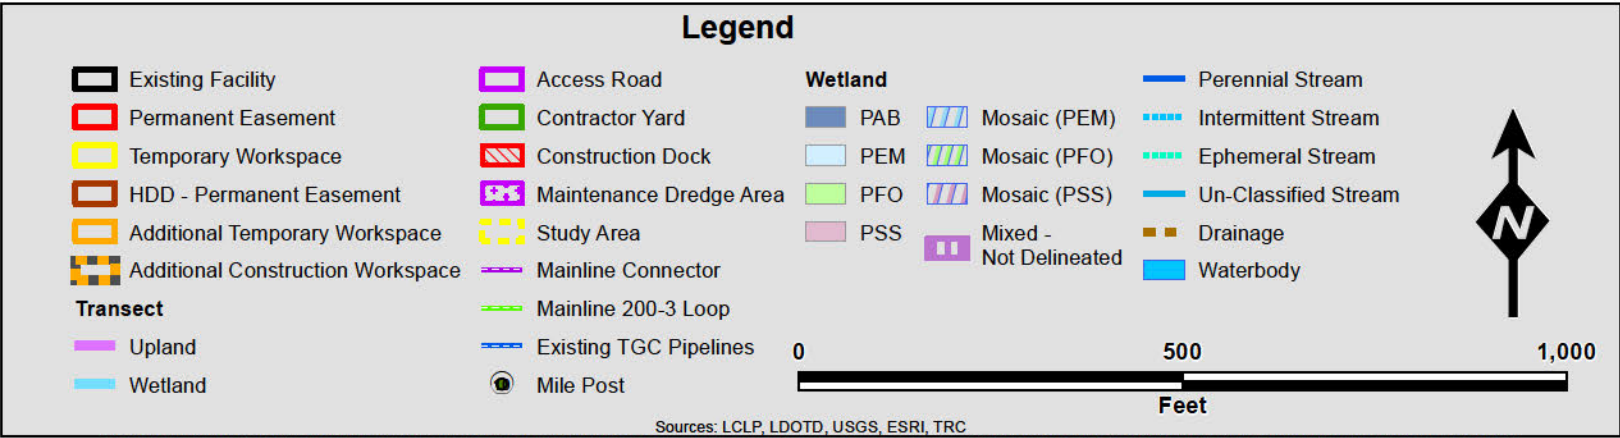 Legend
Existing Facility
Permanent Easement
Temporary Workspace
HDD - Permanent Easement
Additional Temporary Workspace
Additional Construction Workspace
Transect
Upland
Wetland
Access Road
Contractor Yard
Construction Dock
Maintenance Dredge Area
Study Area
Mainline Connector
Mainline 200-3 Loop
Existing TGC Pipelines
Mile Post
Wetland
PAB
PEM
PFO
PSS
Mosaic (PEM)
Mosaic (PFO)
Mosaic (PSS)
Mixed -
Not Delineated
Perennial Stream
Intermittent Stream
Ephemeral Stream
Un-Classified Stream
Drainage
Waterbody
N
0 500 1,000
Feet
Sources: LCLP, LDOTD, USGS, ESRI, TRC